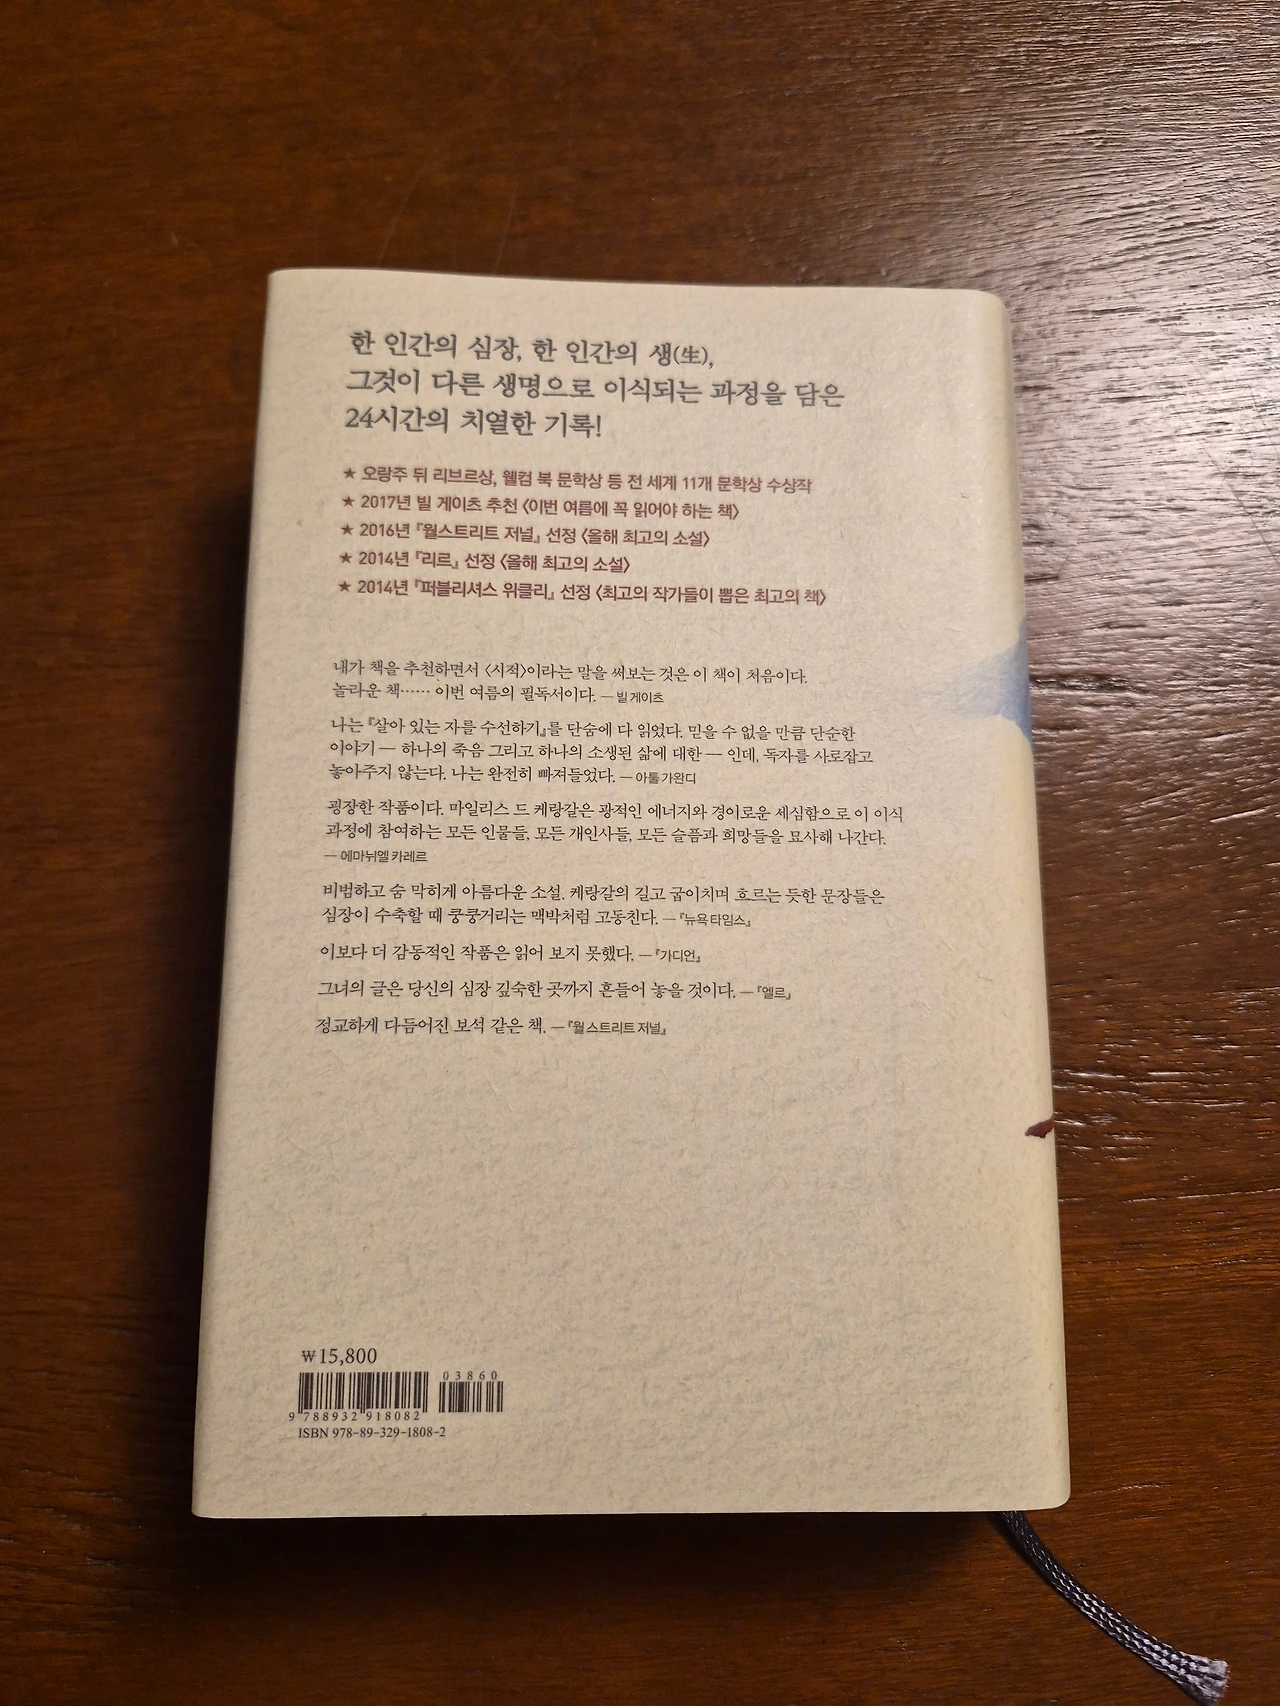 한 인간의 심장, 한 인간의 생(生),
그것이 다른 생명으로 이식되는 과정을 담은
24시간의 치열한 기록!
★ 오랑주 뒤 리브르상, 웰컴 북 문학상 등 전 세계 11개 문학상 수상작
★ 2017년 빌 게이츠 추천 〈이번 여름에 꼭 읽어야 하는 책〉
★ 2016년 『월스트리트 저널』 선정 〈올해 최고의 소설〉
★ 2014년 『리르』 선정 〈올해 최고의 소설〉
★ 2014년 『퍼블리셔스 위클리』 선정 〈최고의 작가들이 뽑은 최고의 책〉
내가 책을 추천하면서 〈시적〉이라는 말을 써보는 것은 이 책이 처음이다.
놀라운 책…… 이번 여름의 필독서이다. ― 빌 게이츠
나는 『살아 있는 자를 수선하기』를 단숨에 다 읽었다. 믿을 수 없을 만큼 단순한
이야기 ― 하나의 죽음 그리고 하나의 소생된 삶에 대한 ― 인데, 독자를 사로잡고
놓아주지 않는다. 나는 완전히 빠져들었다. ― 아툴 가완디
굉장한 작품이다. 마일리스 드 케랑갈은 광적인 에너지와 경이로운 세심함으로 이 이식
과정에 참여하는 모든 인물들, 모든 개인사들, 모든 슬픔과 희망들을 묘사해 나간다.
― 에마뉘엘 카레르
비범하고 숨 막히게 아름다운 소설. 케랑갈의 길고 굽이치며 흐르는 듯한 문장들은
심장이 수축할 때 쿵쿵거리는 맥박처럼 고동친다. ― 『뉴욕 타임스』
이보다 더 감동적인 작품은 읽어 보지 못했다. ― 『가디언』
그녀의 글은 당신의 심장 깊숙한 곳까지 흔들어 놓을 것이다. ― 『엘르』
정교하게 다듬어진 보석 같은 책. ― 『월 스트리트 저널』
₩15,800
03860
9 788932 918082
ISBN 978-89-329-1808-2